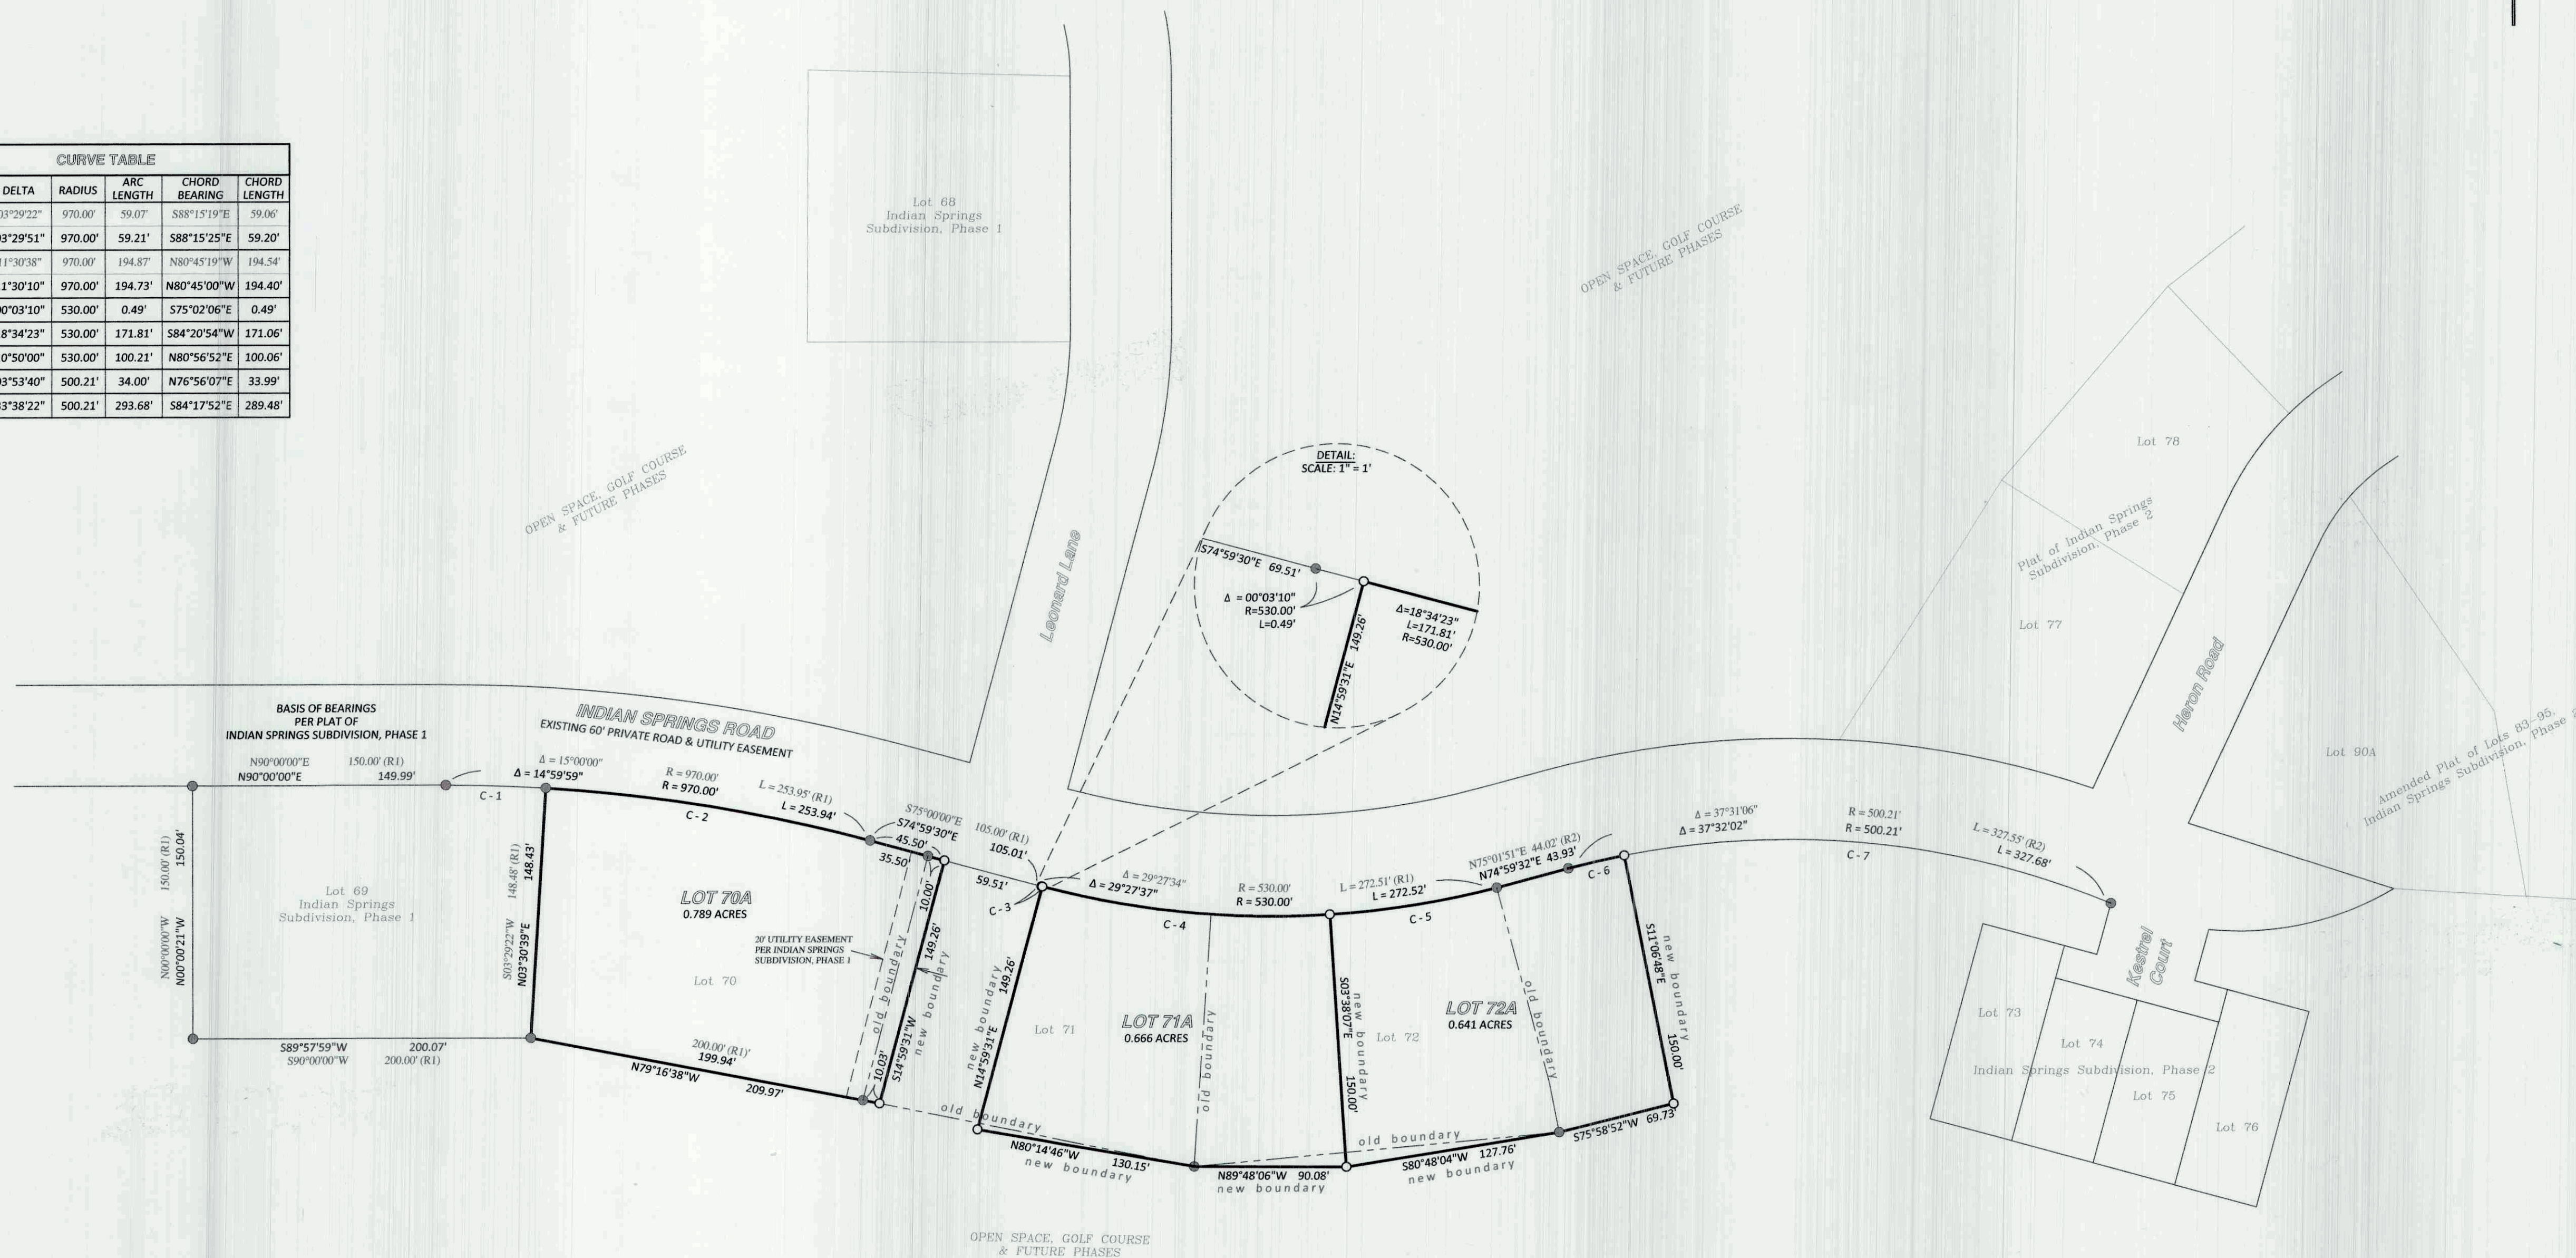 CURVE TABLE
DELTA RADIUS ARC LENGTH CHORD BEARING CHORD LENGTH
03°29'22" 970.00' 59.07' S88°15'19"E 59.06'
3°29'51" 970.00' 59.21' S88°15'25"E 59.20'
11°30'38" 970.00' 194.87' N80°45'19"W 194.54'
1°30'10" 970.00' 194.73' N80°45'00"W 194.40'
0°03'10" 530.00' 0.49' S75°02'06"E 0.49'
8°34'23" 530.00' 171.81' S84°20'54"W 171.06'
0°50'00" 530.00' 100.21' N80°56'52"E 100.06'
3°53'40" 500.21' 34.00' N76°56'07"E 33.99'
3°38'22" 500.21' 293.68' S84°17'52"E 289.48'
Lot 68
Indian Springs
Subdivision, Phase 1
OPEN SPACE, GOLF COURSE
& FUTURE PHASES
OPEN SPACE, GOLF COURSE
& FUTURE PHASES
Leonard Lane
DETAIL:
SCALE: 1" = 1'
S74°59'30"E 69.51'
Δ = 00°03'10"
R=530.00'
L=0.49'
N14°59'31"E 149.26'
Δ=18°34'23"
L=171.81'
R=530.00'
Lot 78
Plat of Indian Springs
Subdivision, Phase 2
Lot 77
Heron Road
Lot 90A
Amended Plat of Lots 83-95,
Indian Springs Subdivision, Phase
BASIS OF BEARINGS
PER PLAT OF
INDIAN SPRINGS SUBDIVISION, PHASE 1
INDIAN SPRINGS ROAD
EXISTING 60' PRIVATE ROAD & UTILITY EASEMENT
N90°00'00"E 150.00' (R1)
N90°00'00"E 149.99'
C-1
Δ = 15°00'00"
Δ = 14°59'59"
R = 970.00'
R = 970.00'
C-2
L = 253.95' (R1)
L = 253.94'
S75°00'00"E 105.00' (R1)
S74°59'30"E 105.01'
45.50'
35.50'
59.51'
C-3
Δ = 29°27'34"
Δ = 29°27'37"
R = 530.00'
R = 530.00'
C-4
L = 272.51' (R1)
L = 272.52'
C-5
N75°01'51"E 44.02' (R2)
N74°59'32"E 43.93'
C-6
Δ = 37°31'06"
Δ = 37°32'02"
R = 500.21'
R = 500.21'
C-7
L = 327.55' (R2)
L = 327.68'
N00°00'00"W 150.00' (R1)
N00°00'21"W 150.04'
Lot 69
Indian Springs
Subdivision, Phase 1
S03°29'22"W 148.48' (R1)
N03°30'39"E 148.43'
S89°57'59"W 200.07'
S90°00'00"W 200.00' (R1)
LOT 70A
0.789 ACRES
20' UTILITY EASEMENT
PER INDIAN SPRINGS
SUBDIVISION, PHASE 1
Lot 70
200.00' (R1)'
199.94'
N79°16'38"W 209.97'
old boundary
10.00'
10.03'
S14°59'31"W 149.26'
new boundary
new boundary
N14°59'31"E 149.26'
Lot 71
LOT 71A
0.666 ACRES
old boundary
old boundary
N80°14'46"W 130.15'
new boundary
N89°48'06"W 90.08'
new boundary
S03°38'07"E 150.00'
new boundary
Lot 72
LOT 72A
0.641 ACRES
old boundary
old boundary
S80°48'04"W 127.76'
new boundary
S75°58'52"W 69.73'
S11°06'48"E 150.00'
new boundary
Kestrel
Court
Lot 73
Lot 74
Indian Springs Subdivision, Phase 2
Lot 75
Lot 76
OPEN SPACE, GOLF COURSE
& FUTURE PHASES